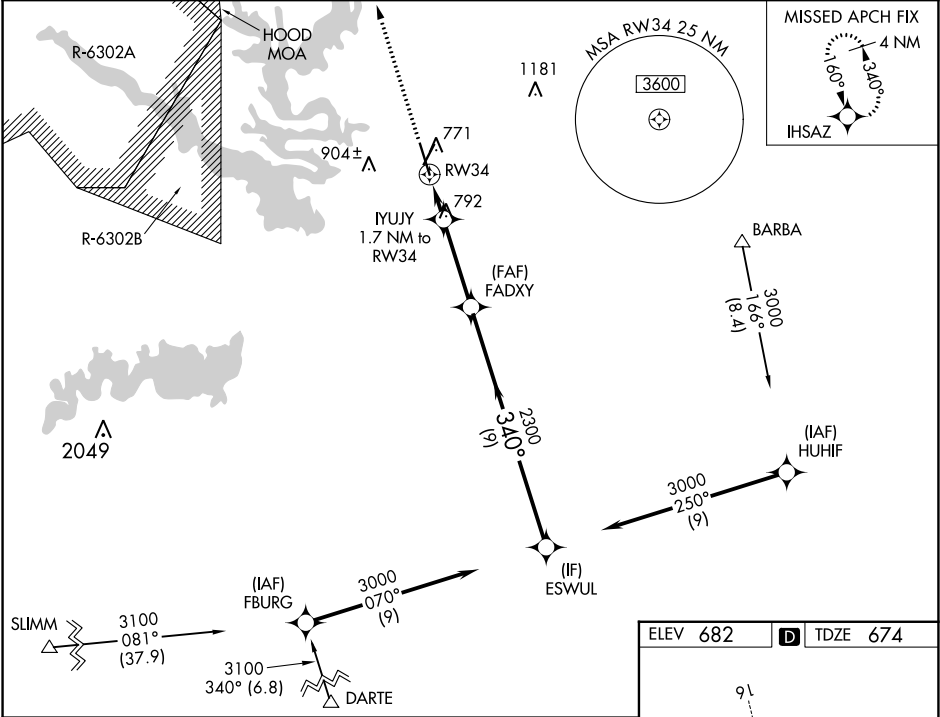 R-6302A
HOOD
MOA
R-6302B
904±
771
RW34
792
IYUJY
1.7 NM to
RW34
(FAF)
FADXY
1181
MSA RW34 25 NM
3600
MISSED APCH FIX
4 NM
160°
340°
IHSAZ
BARBA
3000
166°
(8.4)
2049
2300
340°
(9)
(IAF)
HUHIF
3000
250°
(9)
(IF)
ESWUL
(IAF)
FBURG
3000
070°
(9)
SLIMM
3100
081°
(37.9)
3100
340° (6.8)
DARTE
ELEV 682
D
TDZE 674
16